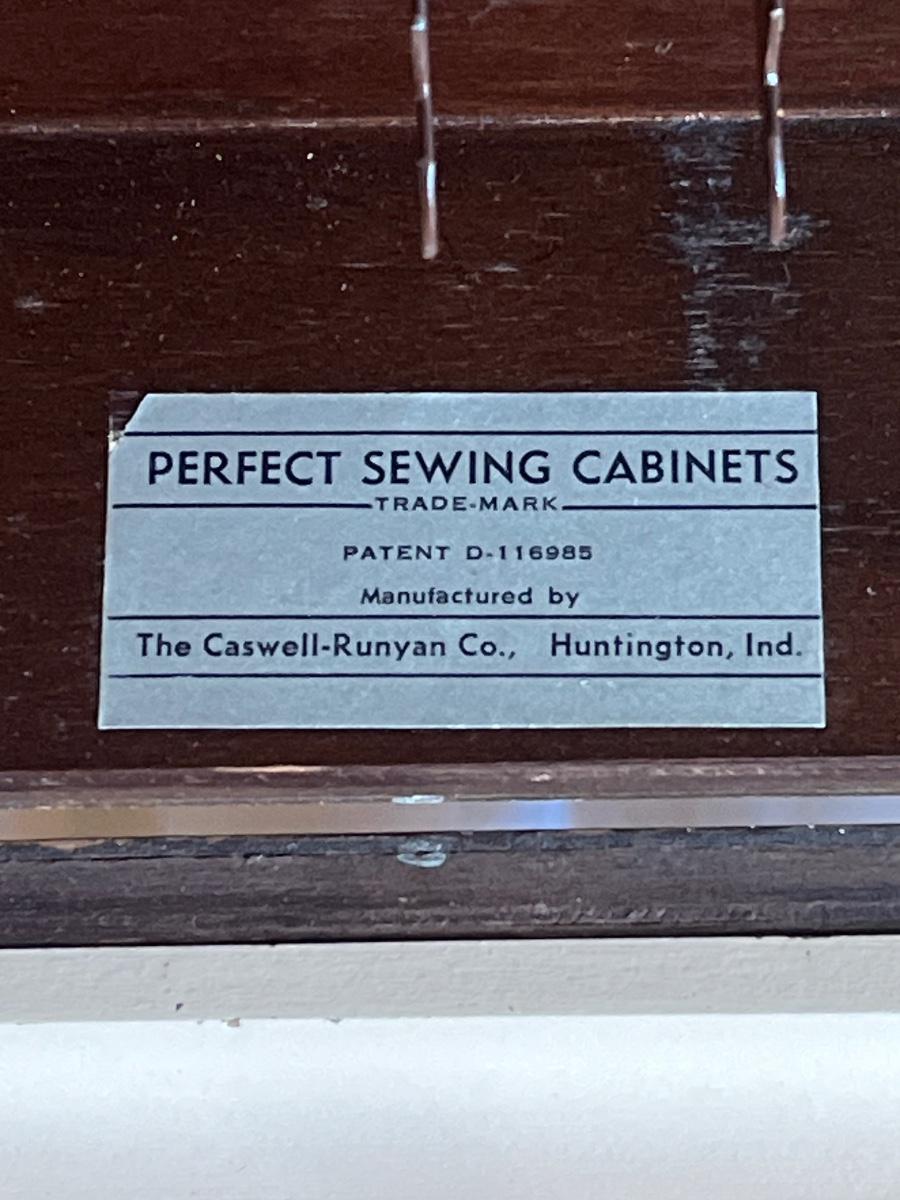 PERFECT SEWING CABINETS
TRADE-MARK
PATENT D-116985
Manufactured by
The Caswell-Runyan Co., Huntington, Ind.